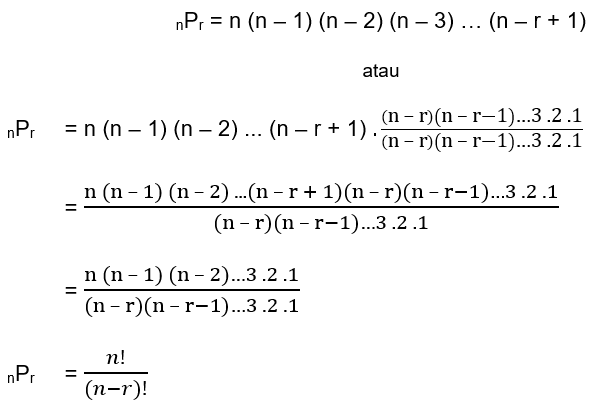 nPr = n (n – 1) (n – 2) (n – 3) … (n – r + 1)
atau
nPr = n (n – 1) (n – 2) ... (n – r + 1) . (n – r)(n – r–1)...3 .2 .1
(n – r)(n – r–1)...3 .2 .1
= n (n – 1) (n – 2) ...(n – r + 1)(n – r)(n – r–1)...3 .2 .1
(n – r)(n – r–1)...3 .2 .1
= n (n – 1) (n – 2)...3 .2 .1
(n – r)(n – r–1)...3 .2 .1
nPr = n!
(n–r)!